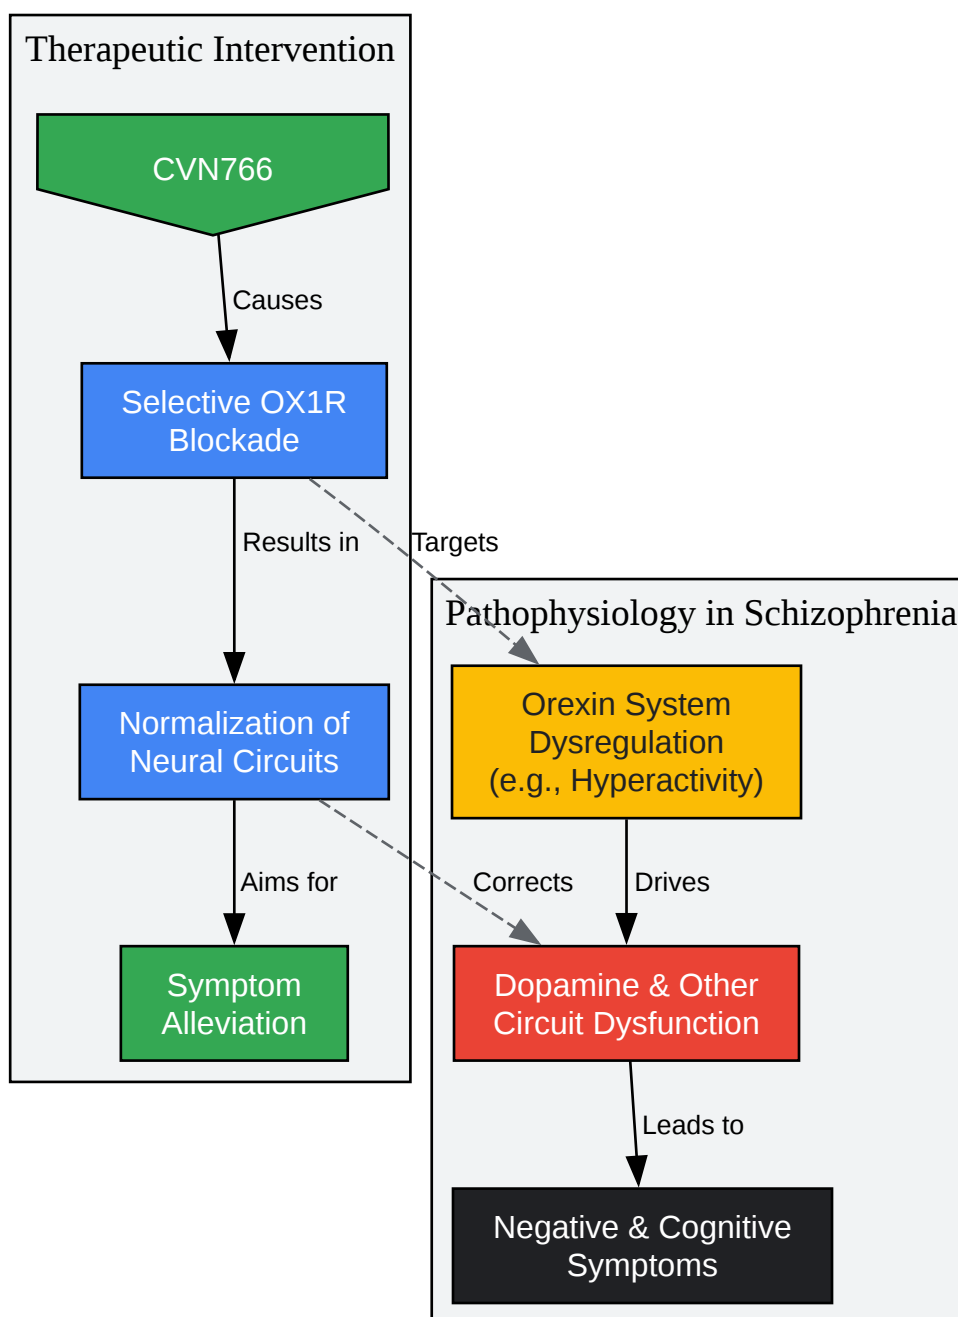 Therapeutic Intervention
CVN766
Causes
Selective OX1R
Blockade
Results in
Targets
Pathophysiology in Schizophrenia
Normalization of
Neural Circuits
Orexin System
Dysregulation
(e.g., Hyperactivity)
Aims for
Corrects
Drives
Symptom
Alleviation
Dopamine & Other
Circuit Dysfunction
Leads to
Negative & Cognitive
Symptoms